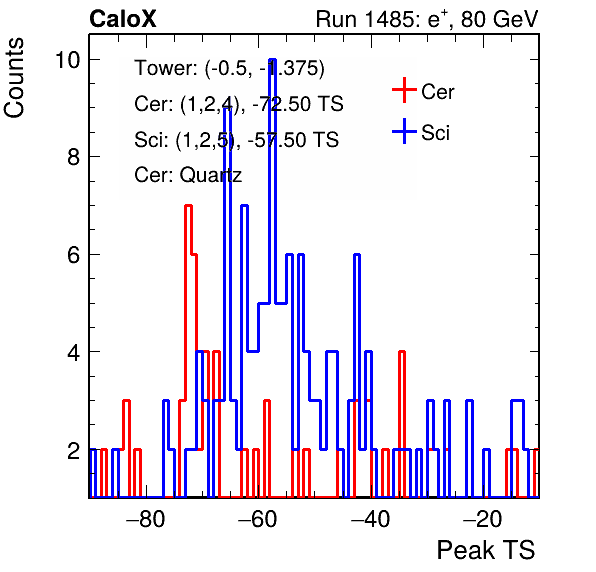 CaloX Run 1485: e⁺, 80 GeV
Counts
Tower: (-0.5, -1.375)
Cer: (1,2,4), -72.50 TS
Sci: (1,2,5), -57.50 TS
Cer: Quartz
Cer
Sci
10
8
6
4
2
−80 −60 −40 −20
Peak TS